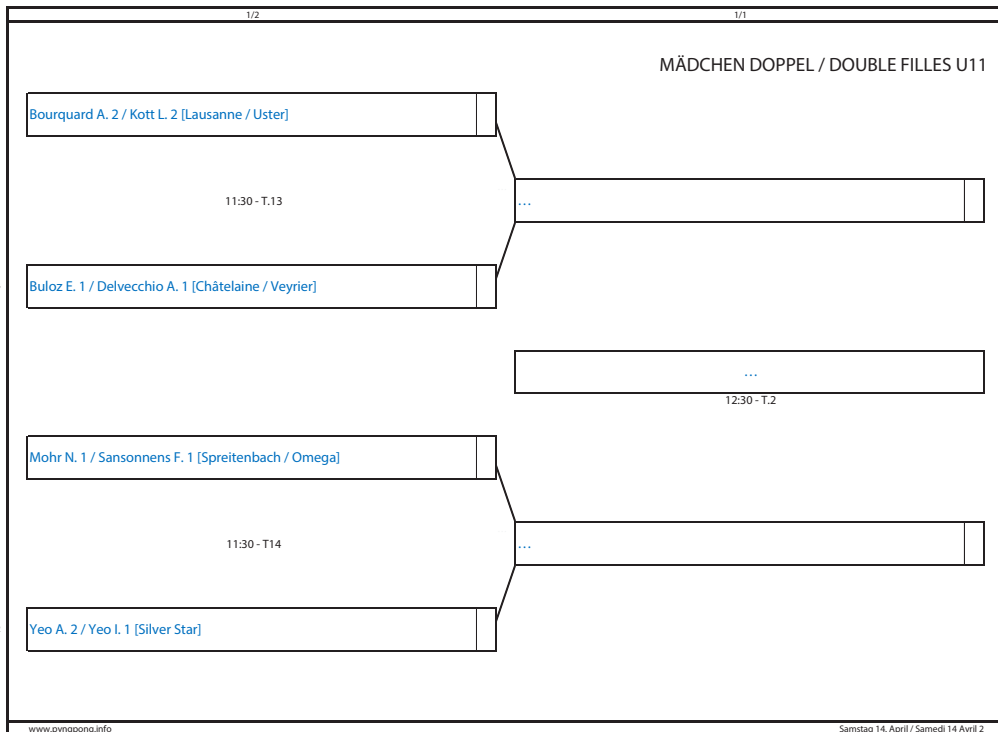 1/2 1/1
MÄDCHEN DOPPEL / DOUBLE FILLES U11
Bourquard A. 2 / Kott L. 2 [Lausanne / Uster]
11:30 - T.13
…
Buloz E. 1 / Delvecchio A. 1 [Châtelaine / Veyrier]
…
12:30 - T.2
Mohr N. 1 / Sansonnens F. 1 [Spreitenbach / Omega]
11:30 - T14
…
Yeo A. 2 / Yeo I. 1 [Silver Star]
www.pyngpong.info Samstag 14. April / Samedi 14 Avril 2